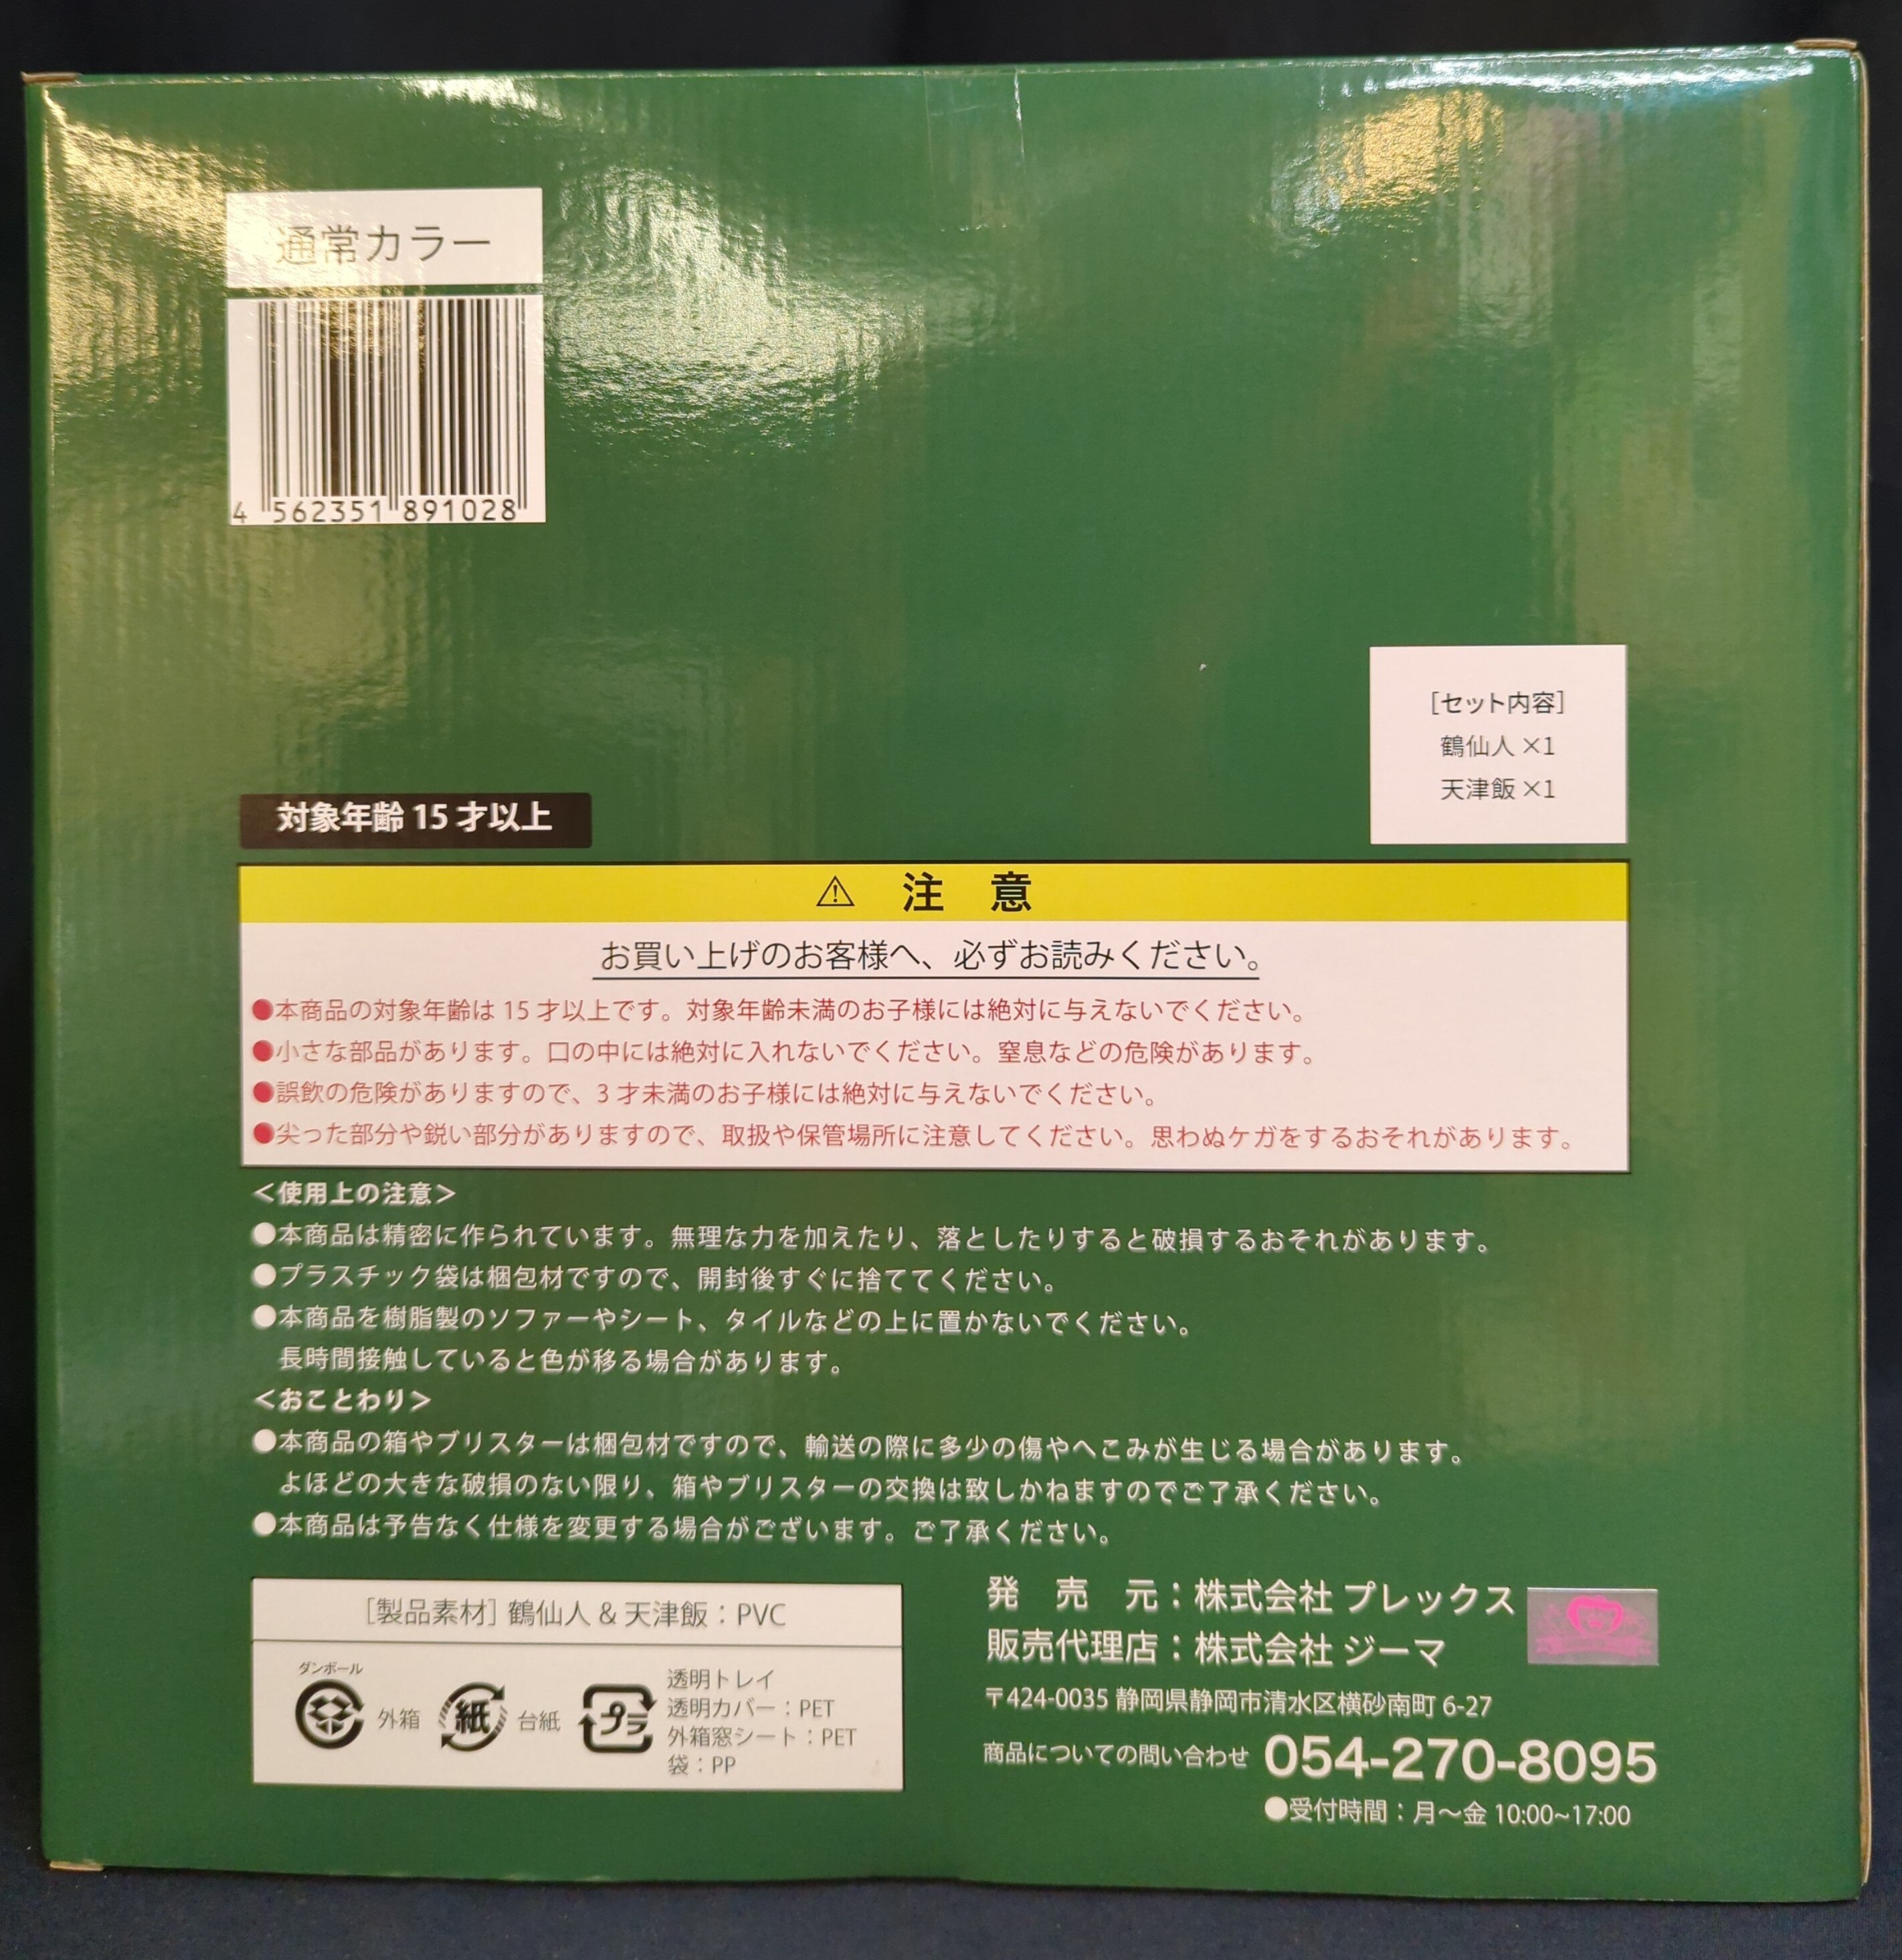 通常カラー
4 562351 891028
[セット内容]
鶴仙人 ×1
天津飯 ×1
対象年齢 15 才以上
⚠ 注 意
お買い上げのお客様へ、必ずお読みください。
●本商品の対象年齢は 15 才以上です。対象年齢未満のお子様には絶対に与えないでください。
●小さな部品があります。口の中には絶対に入れないでください。窒息などの危険があります。
●誤飲の危険がありますので、3 才未満のお子様には絶対に与えないでください。
●尖った部分や鋭い部分がありますので、取扱や保管場所に注意してください。思わぬケガをするおそれがあります。
＜使用上の注意＞
●本商品は精密に作られています。無理な力を加えたり、落としたりすると破損するおそれがあります。
●プラスチック袋は梱包材ですので、開封後すぐに捨ててください。
●本商品を樹脂製のソファーやシート、タイルなどの上に置かないでください。
長時間接触していると色が移る場合があります。
＜おことわり＞
●本商品の箱やブリスターは梱包材ですので、輸送の際に多少の傷やへこみが生じる場合があります。
よほどの大きな破損のない限り、箱やブリスターの交換は致しかねますのでご了承ください。
●本商品は予告なく仕様を変更する場合がございます。ご了承ください。
[製品素材] 鶴仙人 & 天津飯：PVC
ダンボール
外箱
紙
台紙
プラ
透明トレイ
透明カバー：PET
外箱窓シート：PET
袋：PP
発 売 元：株式会社 プレックス
販売代理店：株式会社 ジーマ
〒424-0035 静岡県静岡市清水区横砂南町 6-27
商品についての問い合わせ 054-270-8095
●受付時間：月〜金 10:00~17:00